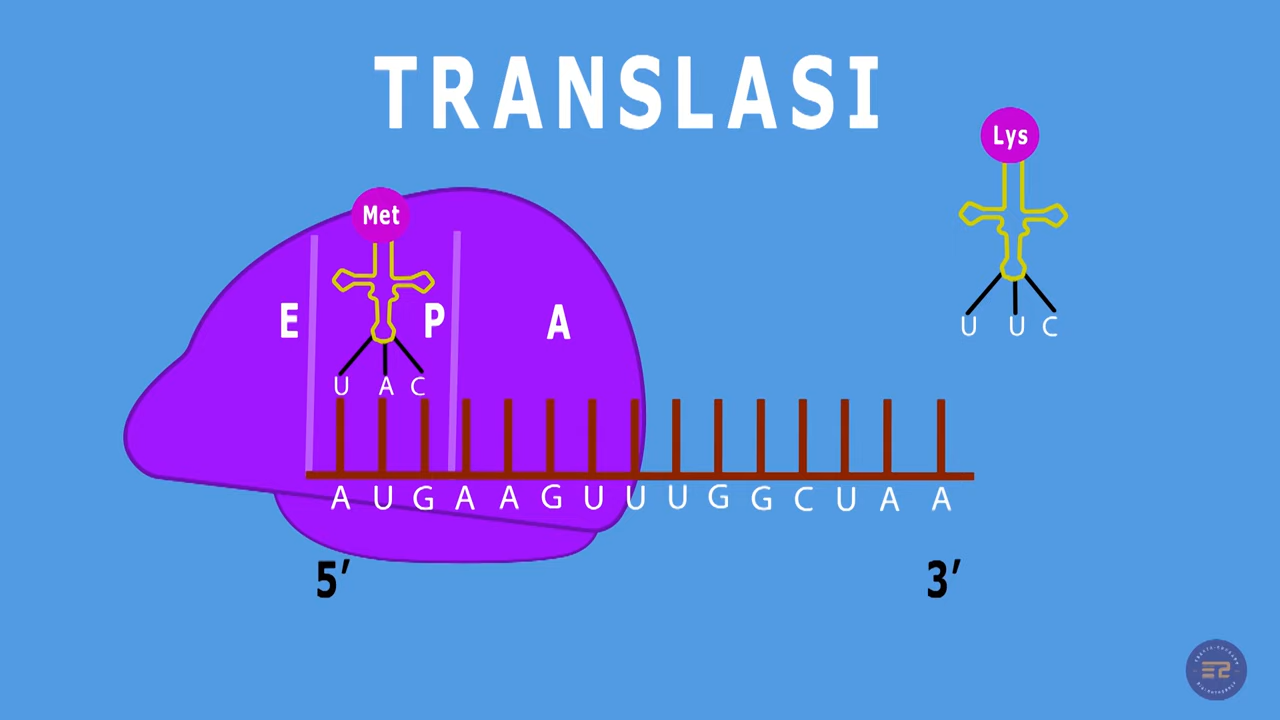 TRANSLASI
Lys
Met
E P A
U U C
U A C
A U G A A G U U U G G C U A A
5′ 3′